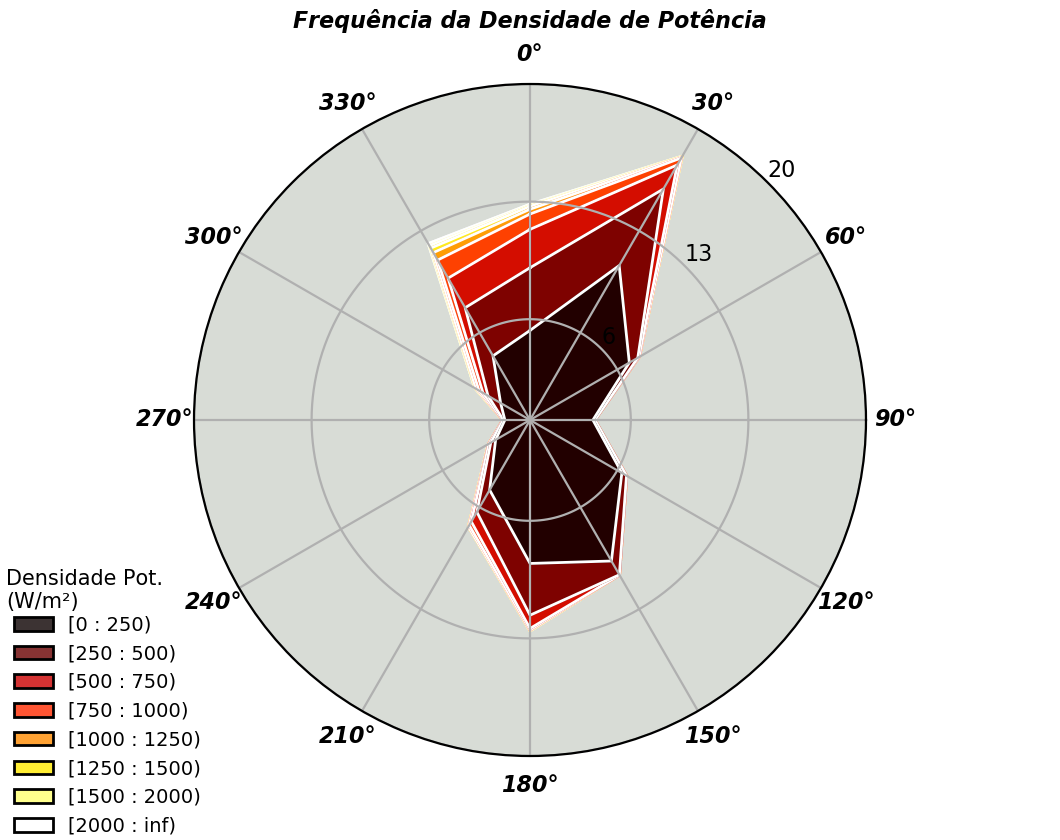 Frequência da Densidade de Potência
0°
330°
30°
20
300°
60°
13
6
270°
90°
240°
120°
210°
150°
180°
Densidade Pot.
(W/m²)
[0 : 250)
[250 : 500)
[500 : 750)
[750 : 1000)
[1000 : 1250)
[1250 : 1500)
[1500 : 2000)
[2000 : inf)